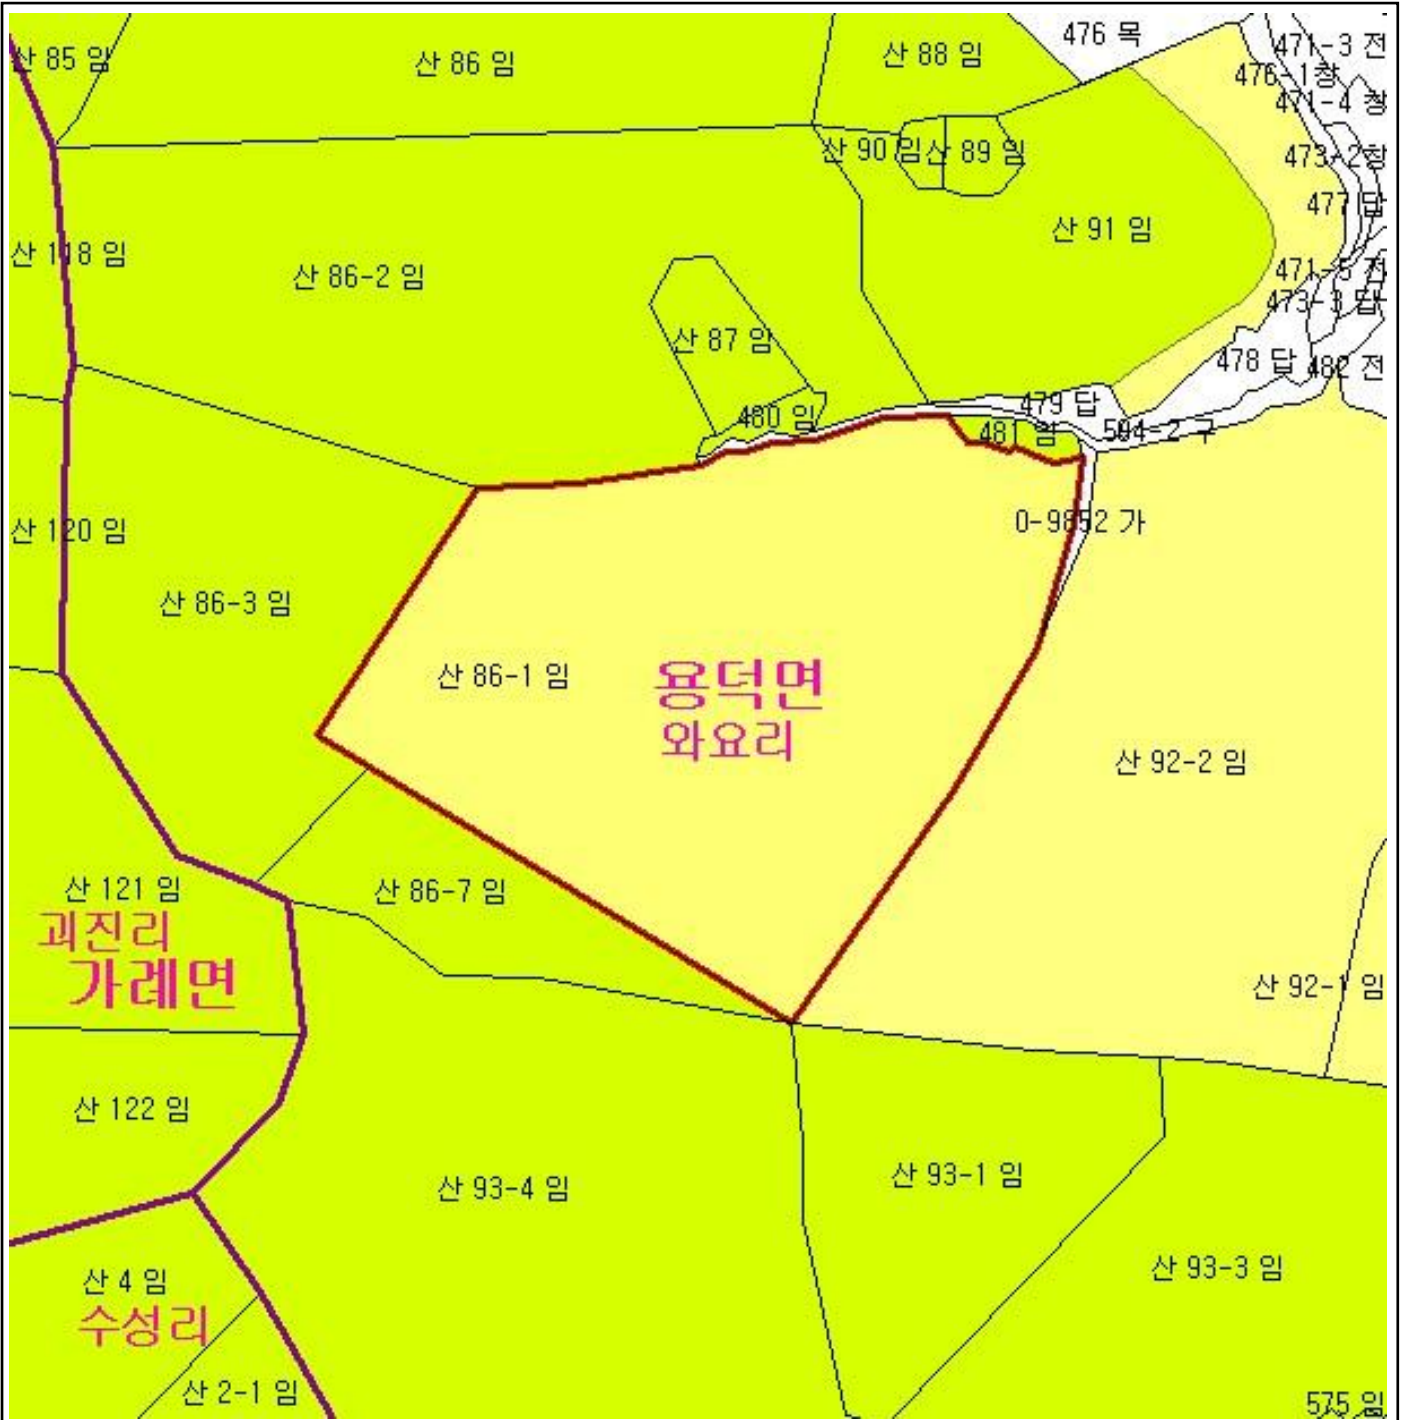 476 목
산 85 임
산 86 임
산 88 임
471-3 전
476-1창
471-4 창
산 90 임
산 89 임
473-2창
477 답
산 91 임
산 118 임
산 86-2 임
471-5 전
473-3 답
산 87 임
478 답
482 전
479 답
480 임
481 임
504-2 구
0-9852 가
산 120 임
산 86-3 임
산 86-1 임
용덕면
와요리
산 92-2 임
산 121 임
산 86-7 임
괴진리
가례면
산 92-1 임
산 122 임
산 93-4 임
산 93-1 임
산 93-3 임
산 4 임
수성리
산 2-1 임
575 임